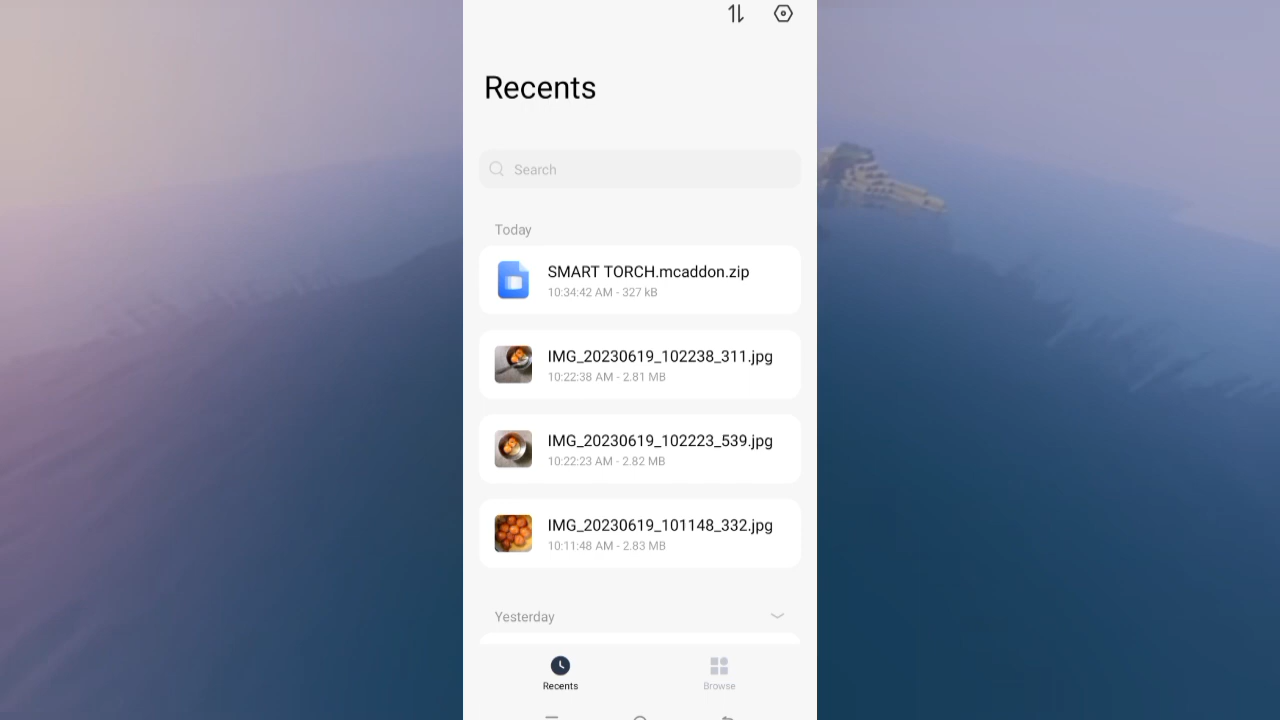 Recents
Search
Today
SMART TORCH.mcaddon.zip
10:34:42 AM - 327 kB
IMG_20230619_102238_311.jpg
10:22:38 AM - 2.81 MB
IMG_20230619_102223_539.jpg
10:22:23 AM - 2.82 MB
IMG_20230619_101148_332.jpg
10:11:48 AM - 2.83 MB
Yesterday
Recents
Browse